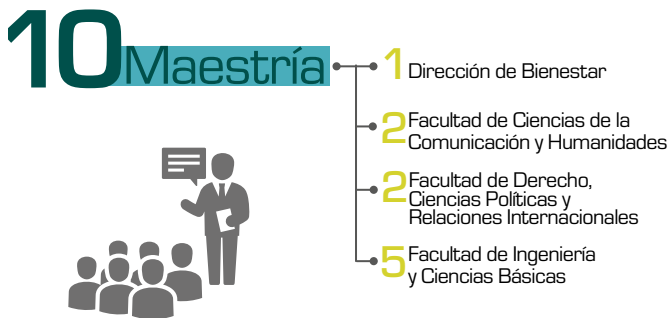 10 Maestría
1 Dirección de Bienestar
2 Facultad de Ciencias de la
Comunicación y Humanidades
2 Facultad de Derecho,
Ciencias Políticas y
Relaciones Internacionales
5 Facultad de Ingeniería
y Ciencias Básicas